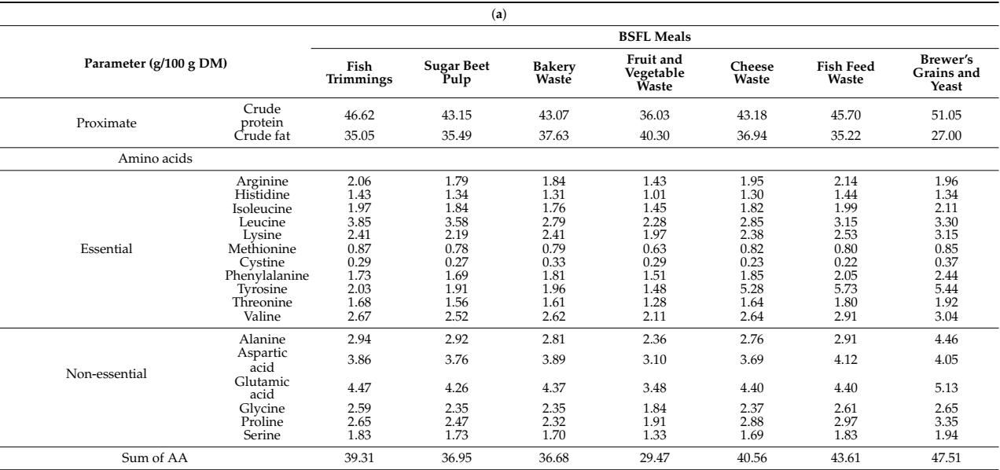 (a)
Parameter (g/100 g DM) BSFL Meals
Fish Trimmings Sugar Beet Pulp Bakery Waste Fruit and Vegetable Waste Cheese Waste Fish Feed Waste Brewer's Grains and Yeast
Proximate Crude protein 46.62 43.15 43.07 36.03 43.18 45.70 51.05
Crude fat 35.05 35.49 37.63 40.30 36.94 35.22 27.00
Amino acids
Essential Arginine 2.06 1.79 1.84 1.43 1.95 2.14 1.96
Histidine 1.43 1.34 1.31 1.01 1.30 1.44 1.34
Isoleucine 1.97 1.84 1.76 1.45 1.82 1.99 2.11
Leucine 3.85 3.58 2.79 2.28 2.85 3.15 3.30
Lysine 2.41 2.19 2.41 1.97 2.38 2.53 3.15
Methionine 0.87 0.78 0.79 0.63 0.82 0.80 0.85
Cystine 0.29 0.27 0.33 0.29 0.23 0.22 0.37
Phenylalanine 1.73 1.69 1.81 1.51 1.85 2.05 2.44
Tyrosine 2.03 1.91 1.96 1.48 5.28 5.73 5.44
Threonine 1.68 1.56 1.61 1.28 1.64 1.80 1.92
Valine 2.67 2.52 2.62 2.11 2.64 2.91 3.04
Non-essential Alanine 2.94 2.92 2.81 2.36 2.76 2.91 4.46
Aspartic acid 3.86 3.76 3.89 3.10 3.69 4.12 4.05
Glutamic acid 4.47 4.26 4.37 3.48 4.40 4.40 5.13
Glycine 2.59 2.35 2.35 1.84 2.37 2.61 2.65
Proline 2.65 2.47 2.32 1.91 2.88 2.97 3.35
Serine 1.83 1.73 1.70 1.33 1.69 1.83 1.94
Sum of AA 39.31 36.95 36.68 29.47 40.56 43.61 47.51